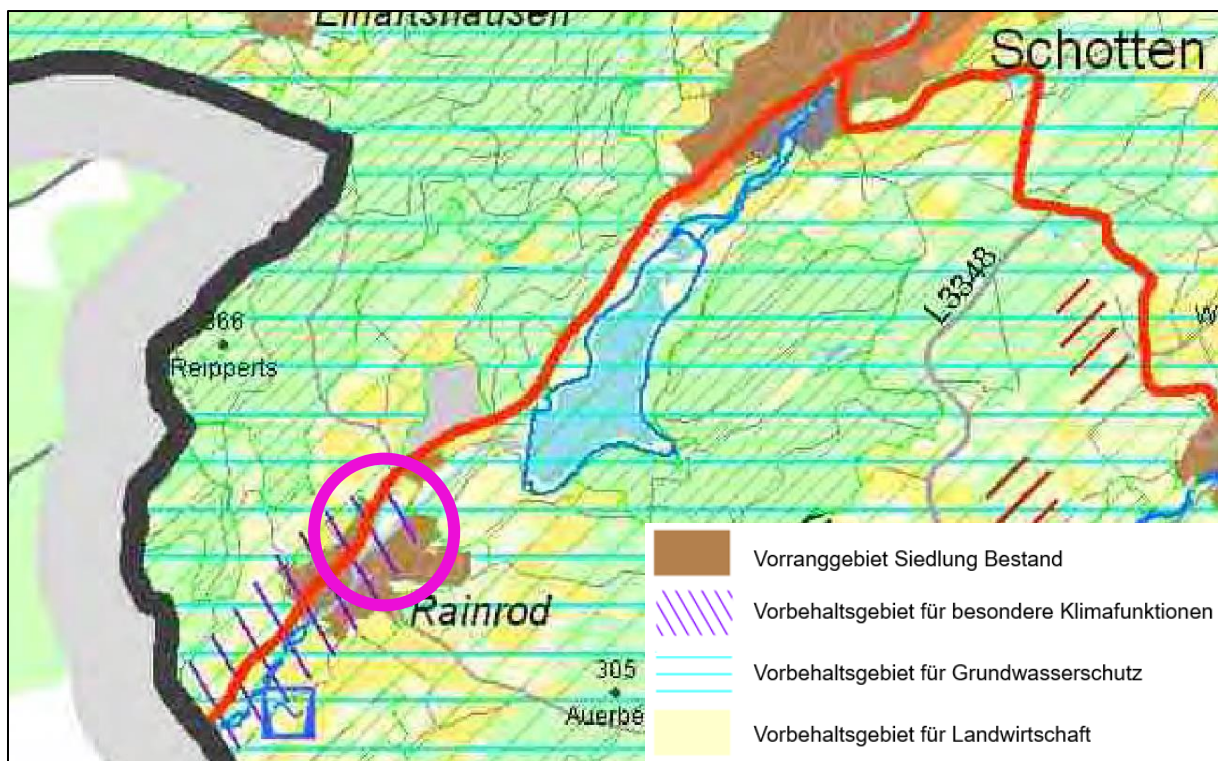 Schotten
L3348
366
Reipperts
Rainrod
305
Auerbe
Vorranggebiet Siedlung Bestand
Vorbehaltsgebiet für besondere Klimafunktionen
Vorbehaltsgebiet für Grundwasserschutz
Vorbehaltsgebiet für Landwirtschaft